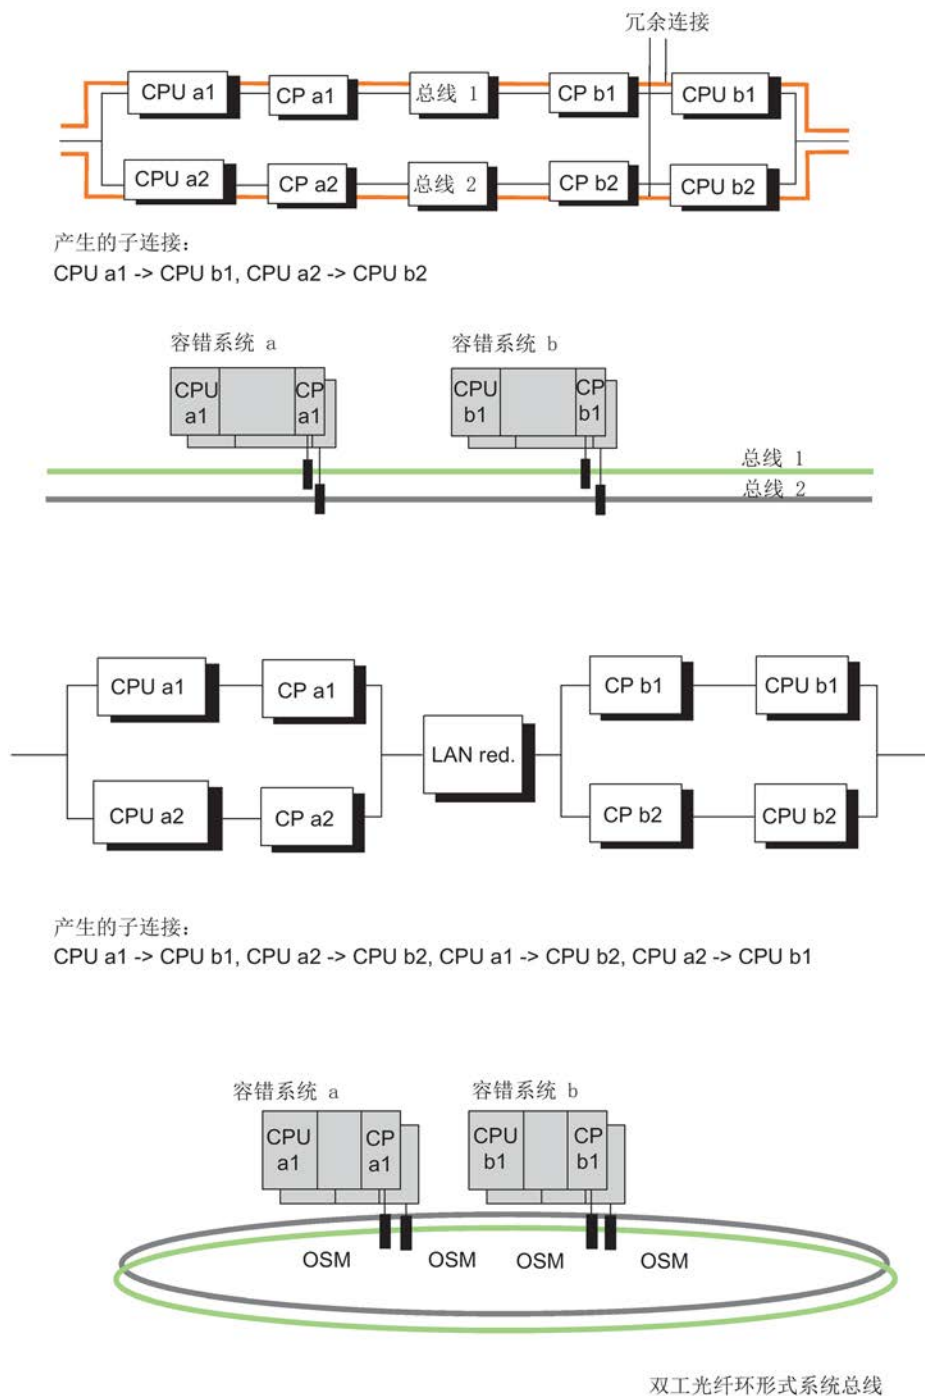 冗余连接
CPU a1 CP a1 总线 1 CP b1 CPU b1
CPU a2 CP a2 总线 2 CP b2 CPU b2
产生的子连接：
CPU a1 -> CPU b1, CPU a2 -> CPU b2
容错系统 a 容错系统 b
CPU a1 CP a1 CPU b1 CP b1
总线 1
总线 2
CPU a1 CP a1 CP b1 CPU b1
LAN red.
CPU a2 CP a2 CP b2 CPU b2
产生的子连接：
CPU a1 -> CPU b1, CPU a2 -> CPU b2, CPU a1 -> CPU b2, CPU a2 -> CPU b1
容错系统 a 容错系统 b
CPU a1 CP a1 CPU b1 CP b1
OSM OSM OSM OSM
双工光纤环形式系统总线